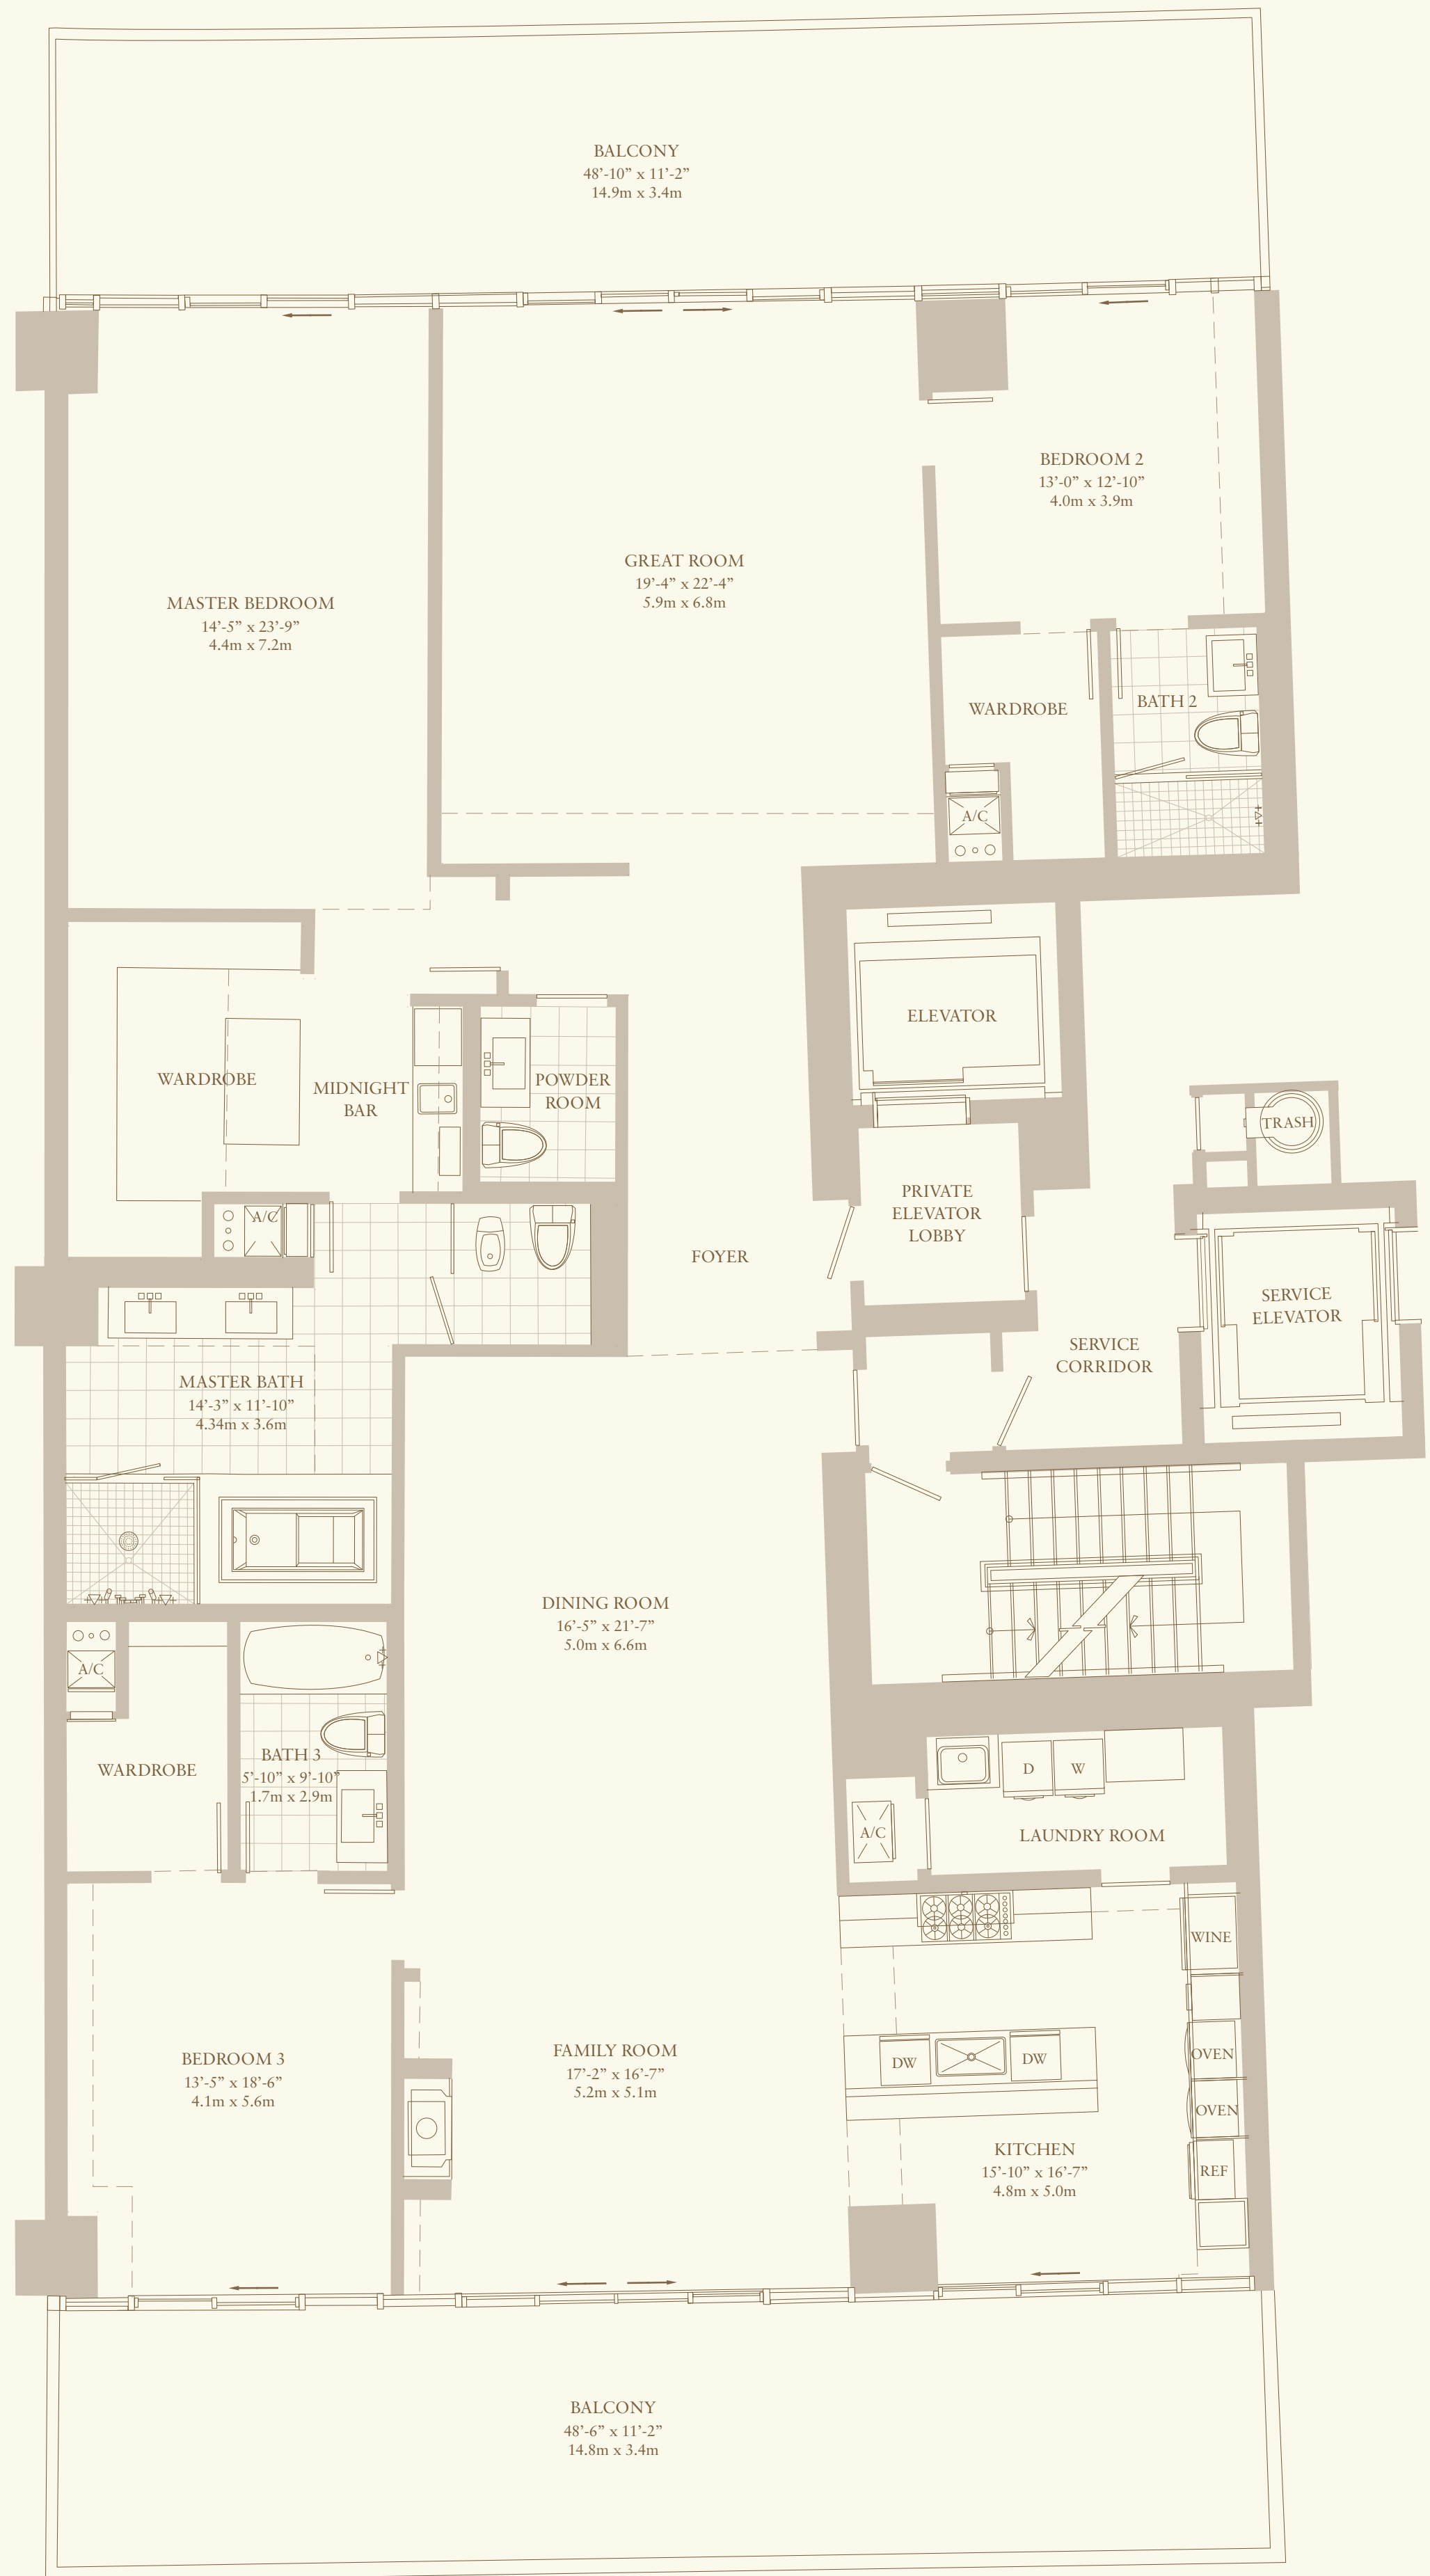 BALCONY
48’-10” x 11’-2”
14.9m x 3.4m
BEDROOM 2
13’-0” x 12’-10”
4.0m x 3.9m
GREAT ROOM
19’-4” x 22’-4”
5.9m x 6.8m
MASTER BEDROOM
14’-5” x 23’-9”
4.4m x 7.2m
WARDROBE
BATH 2
A/C
ELEVATOR
WARDROBE
MIDNIGHT
BAR
POWDER
ROOM
TRASH
PRIVATE
ELEVATOR
LOBBY
A/C
FOYER
SERVICE
ELEVATOR
SERVICE
CORRIDOR
MASTER BATH
14’-3” x 11’-10”
4.34m x 3.6m
DINING ROOM
16’-5” x 21’-7”
5.0m x 6.6m
A/C
WARDROBE
BATH 3
5’-10” x 9’-10”
1.7m x 2.9m
D
W
A/C
LAUNDRY ROOM
WINE
BEDROOM 3
13’-5” x 18’-6”
4.1m x 5.6m
FAMILY ROOM
17’-2” x 16’-7”
5.2m x 5.1m
DW
DW
OVEN
OVEN
KITCHEN
15’-10” x 16’-7”
4.8m x 5.0m
REF
BALCONY
48’-6” x 11’-2”
14.8m x 3.4m